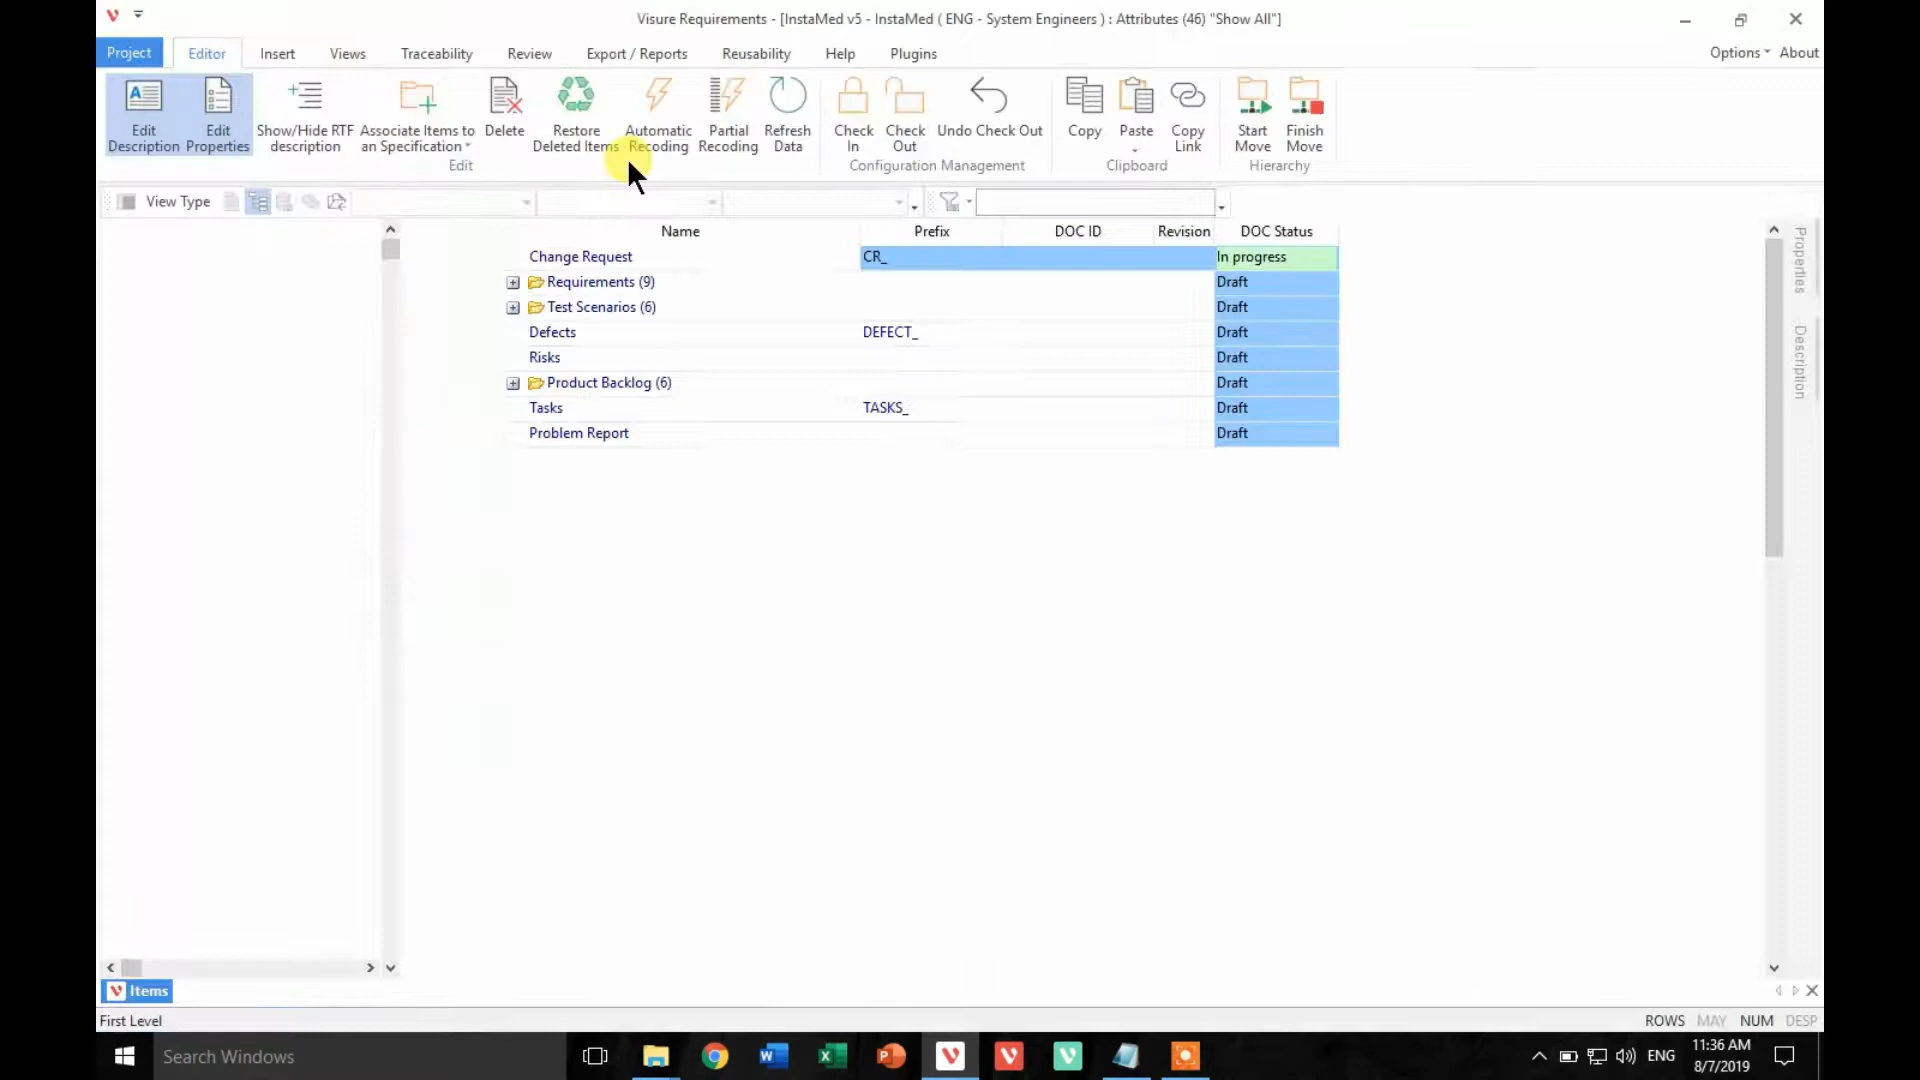 Visure Requirements - [InstaMed v5 - InstaMed ( ENG - System Engineers ) : Attributes (46) "Show All"]
Project Editor Insert Views Traceability Review Export / Reports Reusability Help Plugins Options About
Edit Description
Edit Properties
Show/Hide RTF description
Associate Items to an Specification
Delete
Restore Deleted Items
Automatic Recoding
Partial Recoding
Refresh Data
Edit
Check In
Check Out
Undo Check Out
Configuration Management
Copy
Paste
Copy Link
Clipboard
Start Move
Finish Move
Hierarchy
View Type
Name Prefix DOC ID Revision DOC Status
Change Request CR_ In progress
Requirements (9) Draft
Test Scenarios (6) Draft
Defects DEFECT_ Draft
Risks Draft
Product Backlog (6) Draft
Tasks TASKS_ Draft
Problem Report Draft
Properties
Description
Items
First Level ROWS MAY NUM DESP
Search Windows ENG 11:36 AM
8/7/2019